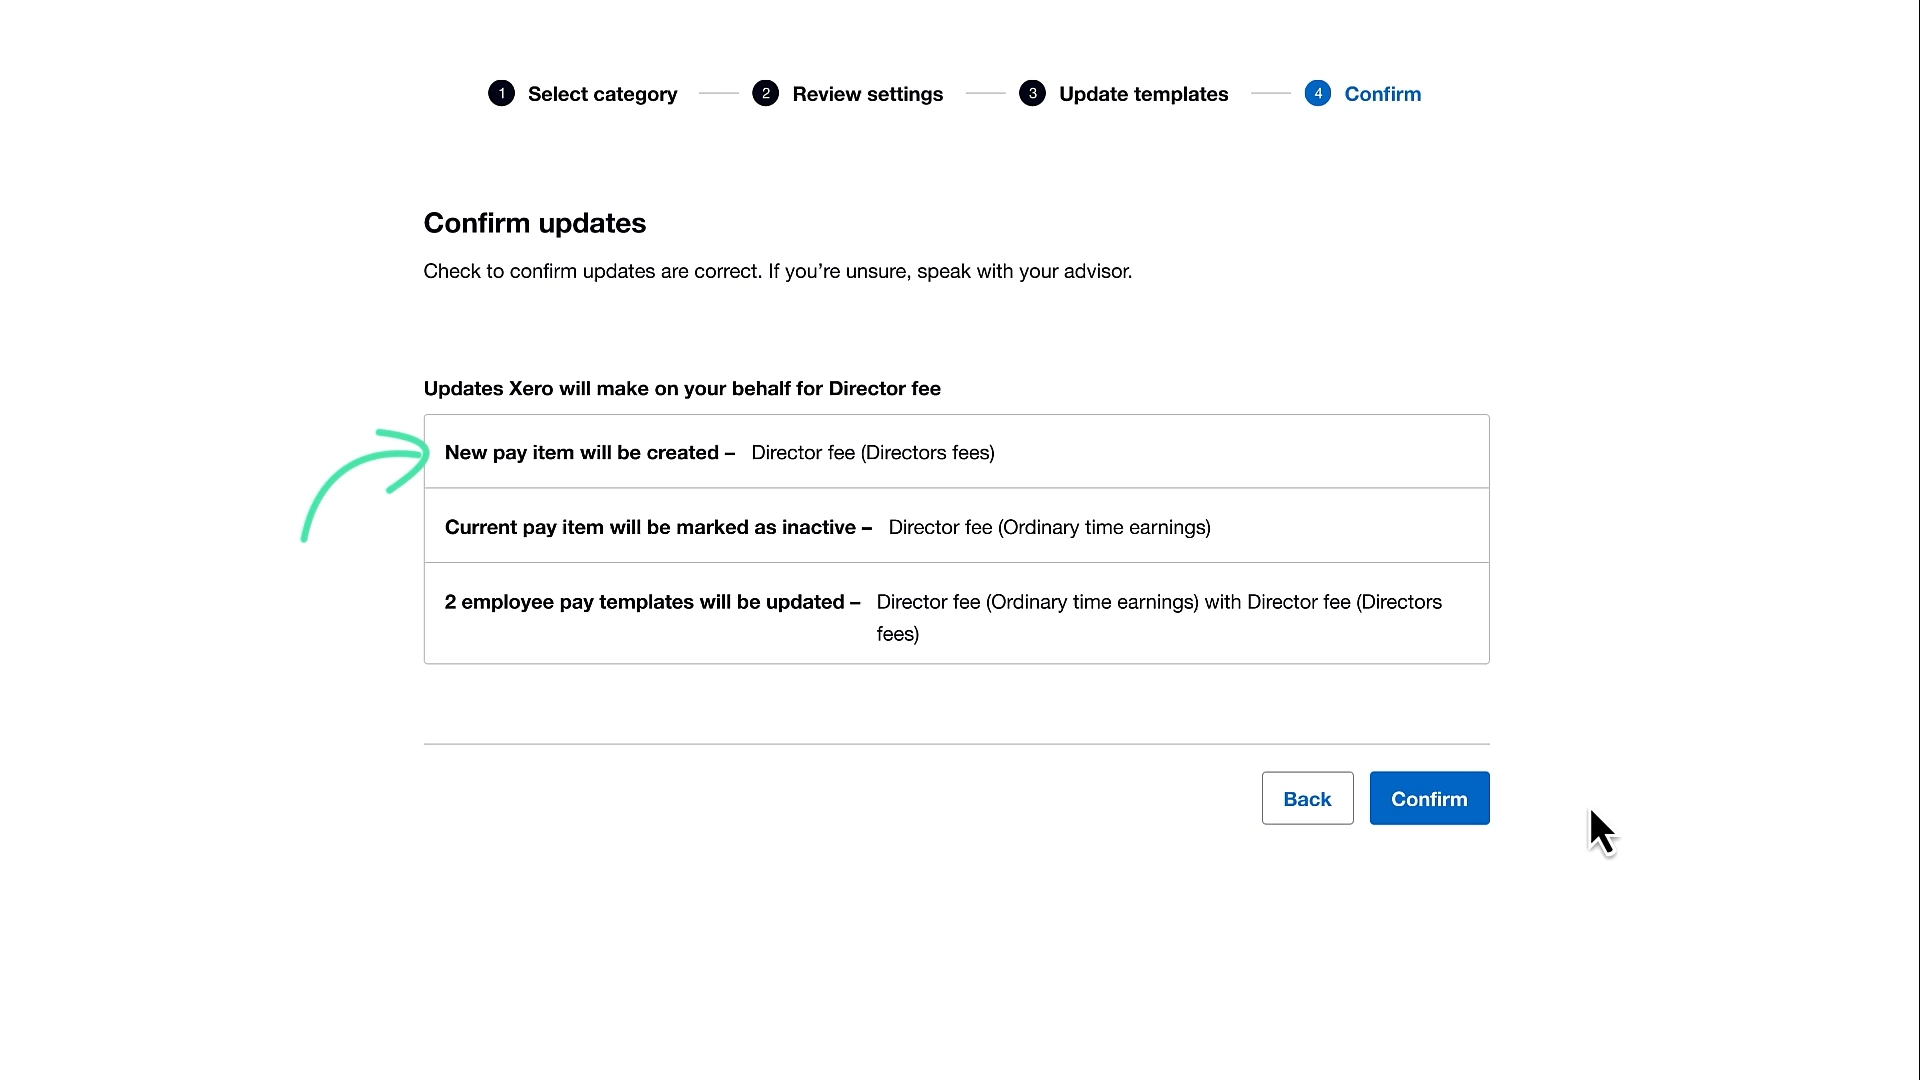 1 Select category 2 Review settings 3 Update templates 4 Confirm
Confirm updates
Check to confirm updates are correct. If you’re unsure, speak with your advisor.
Updates Xero will make on your behalf for Director fee
New pay item will be created – Director fee (Directors fees)
Current pay item will be marked as inactive – Director fee (Ordinary time earnings)
2 employee pay templates will be updated – Director fee (Ordinary time earnings) with Director fee (Directors
fees)
Back Confirm